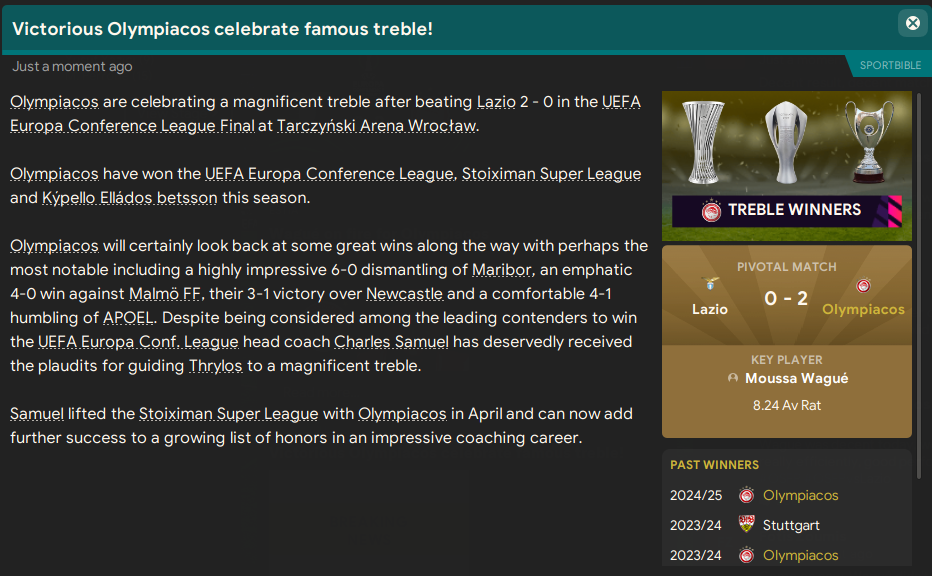 Victorious Olympiacos celebrate famous treble!
Just a moment ago
SPORTBIBLE
Olympiacos are celebrating a magnificent treble after beating Lazio 2 - 0 in the UEFA
Europa Conference League Final at Tarczyński Arena Wrocław.
Olympiacos have won the UEFA Europa Conference League, Stoiximan Super League
and Kýpello Elládos betsson this season.
Olympiacos will certainly look back at some great wins along the way with perhaps the
most notable including a highly impressive 6-0 dismantling of Maribor, an emphatic
4-0 win against Malmö FF, their 3-1 victory over Newcastle and a comfortable 4-1
humbling of APOEL. Despite being considered among the leading contenders to win
the UEFA Europa Conf. League head coach Charles Samuel has deservedly received
the plaudits for guiding Thrylos to a magnificent treble.
Samuel lifted the Stoiximan Super League with Olympiacos in April and can now add
further success to a growing list of honors in an impressive coaching career.
TREBLE WINNERS
PIVOTAL MATCH
Lazio 0 - 2 Olympiacos
KEY PLAYER
Moussa Wagué
8.24 Av Rat
PAST WINNERS
2024/25 Olympiacos
2023/24 Stuttgart
2023/24 Olympiacos